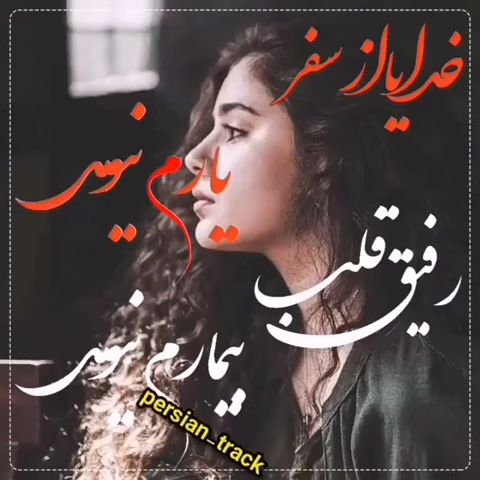 خدایا از سفر
یارم نیومد
رفیق قلب
بیمارم نیومد
persian_track